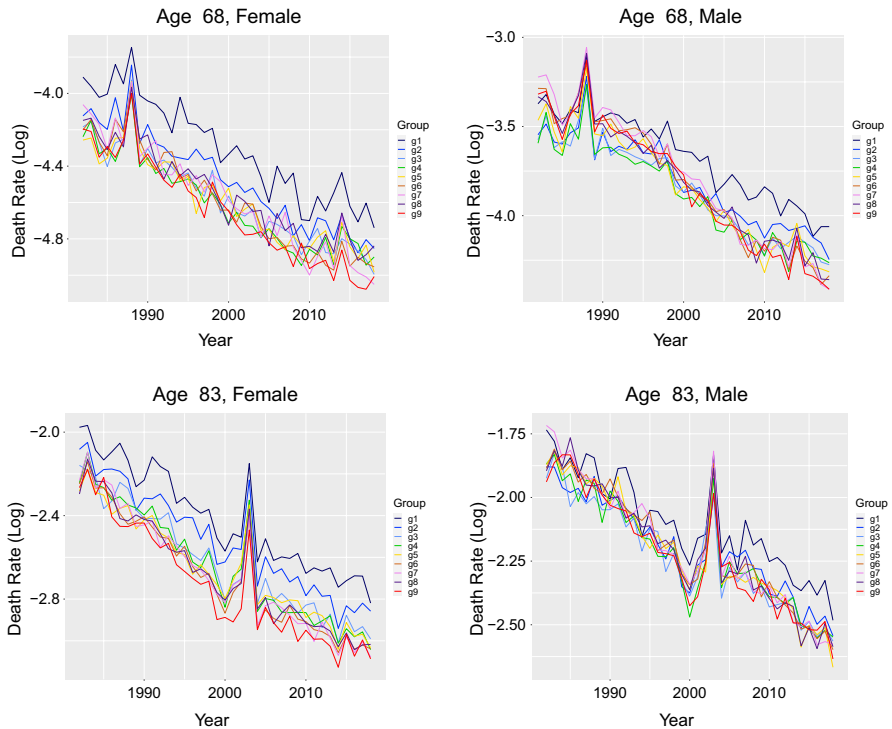 Age 68, Female
Death Rate (Log)
−4.0
−4.4
−4.8
1990
2000
2010
Year
Group
g1
g2
g3
g4
g5
g6
g7
g8
g9
Age 68, Male
Death Rate (Log)
−3.0
−3.5
−4.0
1990
2000
2010
Year
Group
g1
g2
g3
g4
g5
g6
g7
g8
g9
Age 83, Female
Death Rate (Log)
−2.0
−2.4
−2.8
1990
2000
2010
Year
Group
g1
g2
g3
g4
g5
g6
g7
g8
g9
Age 83, Male
Death Rate (Log)
−1.75
−2.00
−2.25
−2.50
1990
2000
2010
Year
Group
g1
g2
g3
g4
g5
g6
g7
g8
g9